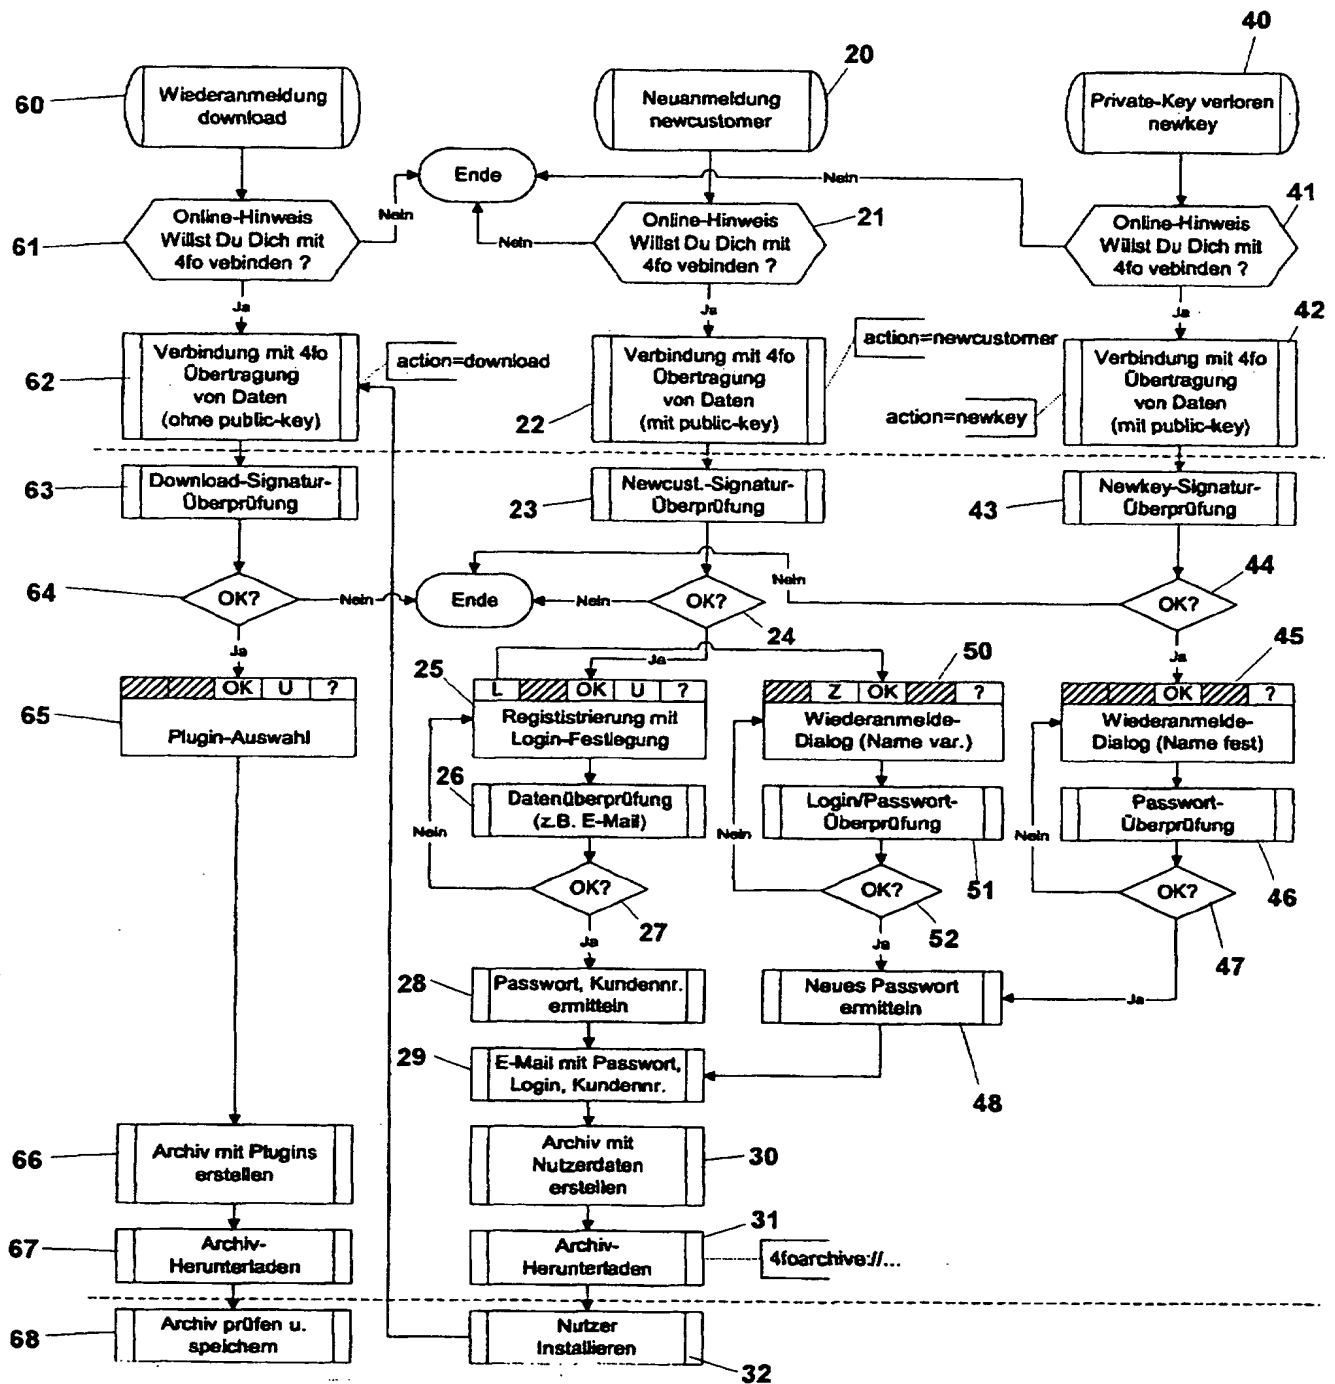 40
20
60
Wiederanmeldung
download
Neuanmeldung
newcustomer
Private-Key verloren
newkey
Ende
Nein
Nein
Nein
61
Online-Hinweis
Willst Du Dich mit
4fo vebinden ?
21
Online-Hinweis
Willst Du Dich mit
4fo vebinden ?
41
Online-Hinweis
Willst Du Dich mit
4fo vebinden ?
Ja
Ja
Ja
62
Verbindung mit 4fo
Übertragung
von Daten
(ohne public-key)
action=download
22
Verbindung mit 4fo
Übertragung
von Daten
(mit public-key)
action=newcustomer
42
Verbindung mit 4fo
Übertragung
von Daten
(mit public-key)
action=newkey
63
Download-Signatur-
Überprüfung
23
Newcust.-Signatur-
Überprüfung
43
Newkey-Signatur-
Überprüfung
64
OK?
Nein
Ende
Nein
OK?
24
Nein
OK?
44
Ja
Ja
Ja
65
OK U ?
Plugin-Auswahl
25
L OK U ?
Regististrierung mit
Login-Festlegung
50
Z OK ?
Wiederanmelde-
Dialog (Name var.)
45
OK ?
Wiederanmelde-
Dialog (Name fest)
26
Datenüberprüfung
(z.B. E-Mail)
Login/Passwort-
Überprüfung
51
Passwort-
Überprüfung
46
Nein
Nein
Nein
OK?
27
OK?
52
OK?
47
Ja
Ja
Ja
28
Passwort, Kundennr.
ermitteln
Neues Passwort
ermitteln
48
29
E-Mail mit Passwort,
Login, Kundennr.
66
Archiv mit Plugins
erstellen
Archiv mit
Nutzerdaten
erstellen
30
67
Archiv-
Herunterladen
Archiv-
Herunterladen
31
4foarchive://...
68
Archiv prüfen u.
speichern
Nutzer
Installieren
32